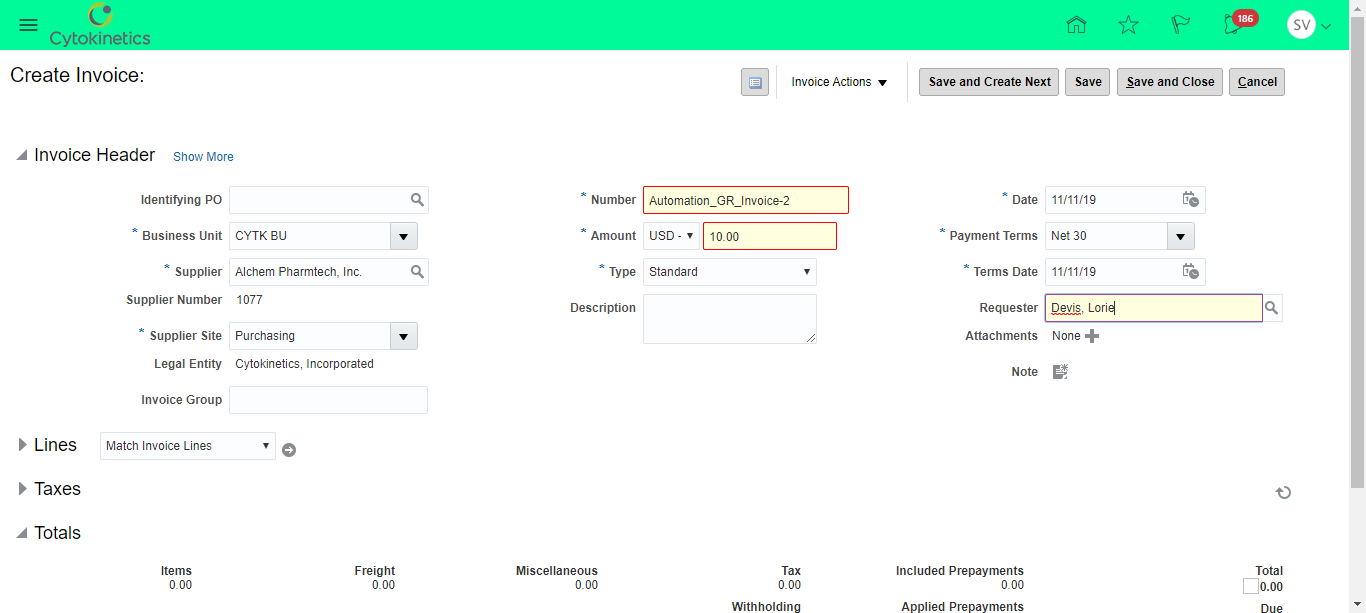 Cytokinetics
186
SV
Create Invoice:
Invoice Actions
Save and Create Next
Save
Save and Close
Cancel
Invoice Header
Show More
Identifying PO
* Number Automation_GR_Invoice-2
* Date 11/11/19
* Business Unit CYTK BU
* Amount USD - 10.00
* Payment Terms Net 30
* Supplier Alchem Pharmtech, Inc.
* Type Standard
* Terms Date 11/11/19
Supplier Number 1077
Description
Requester Devis, Lorie
* Supplier Site Purchasing
Attachments None
Legal Entity Cytokinetics, Incorporated
Note
Invoice Group
Lines Match Invoice Lines
Taxes
Totals
Items Freight Miscellaneous Tax Included Prepayments Total
0.00 0.00 0.00 0.00 0.00 0.00
Withholding Applied Prepayments Due